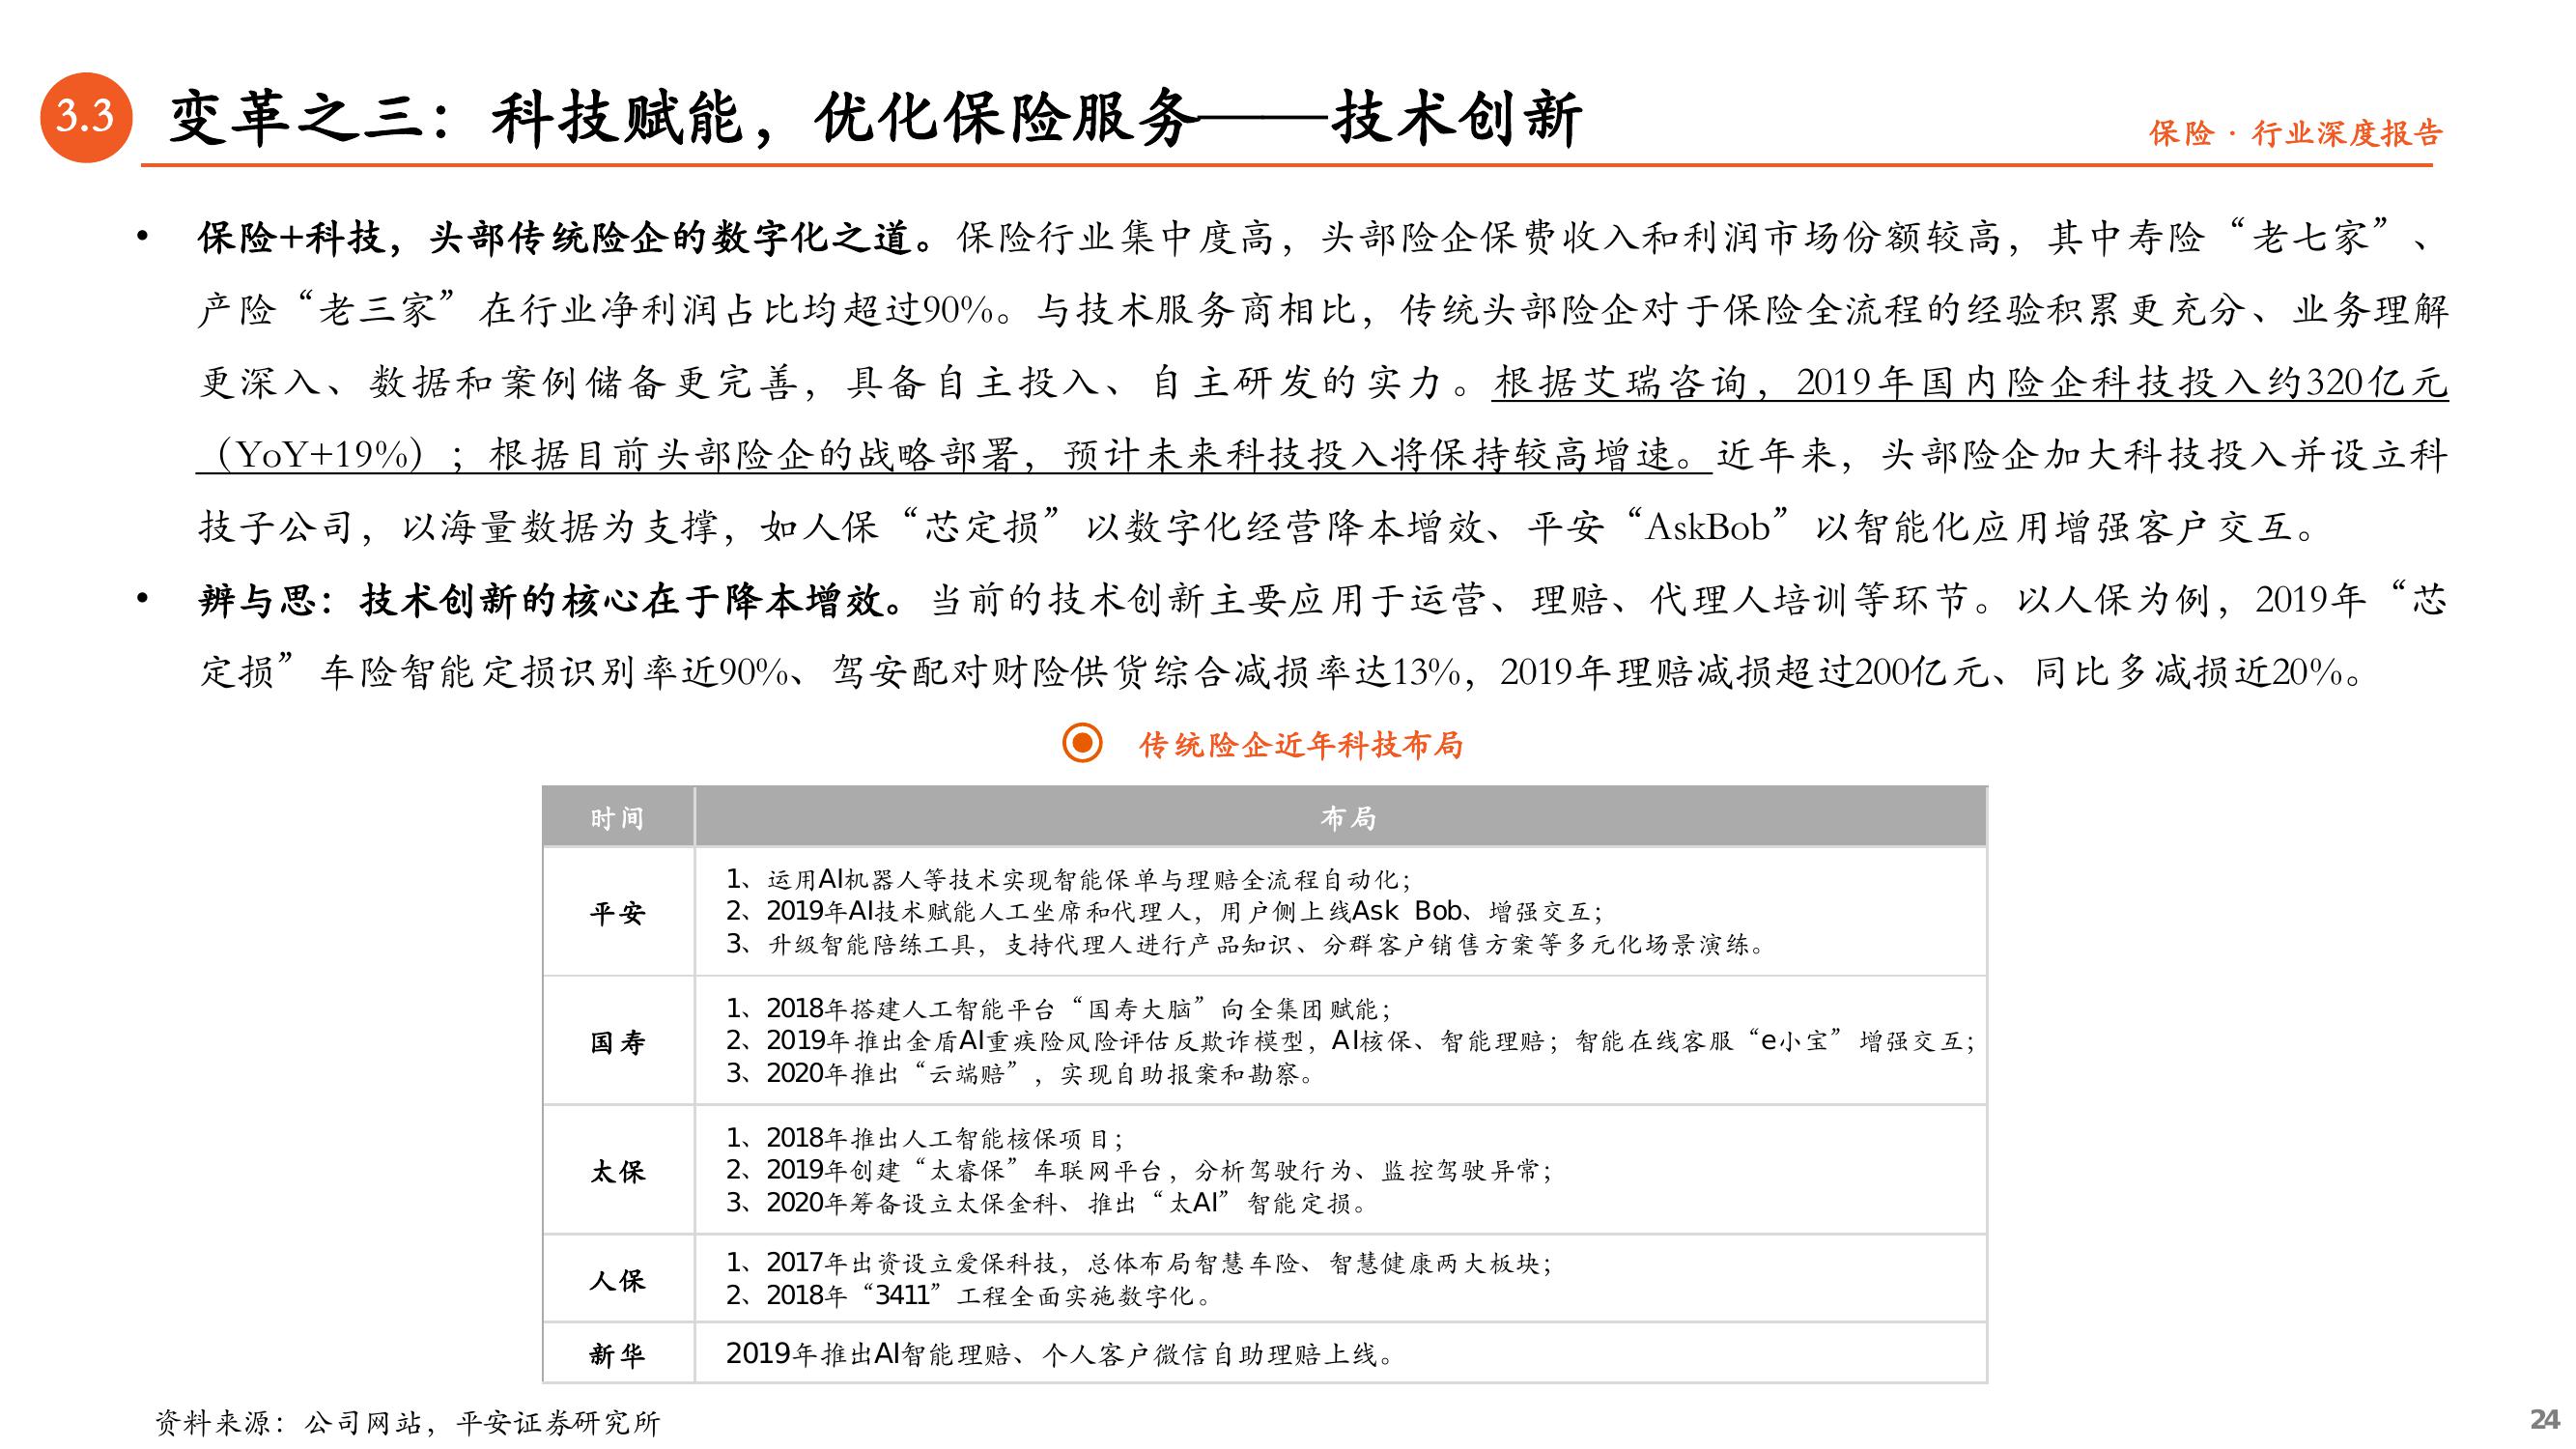 3.3
变革之三：科技赋能，优化保险服务——技术创新
保险 · 行业深度报告
• 保险+科技，头部传统险企的数字化之道。保险行业集中度高，头部险企保费收入和利润市场份额较高，其中寿险“老七家”、
产险“老三家”在行业净利润占比均超过90%。与技术服务商相比，传统头部险企对于保险全流程的经验积累更充分、业务理解
更深入、数据和案例储备更完善，具备自主投入、自主研发的实力。根据艾瑞咨询，2019年国内险企科技投入约320亿元
（YoY+19%）；根据目前头部险企的战略部署，预计未来科技投入将保持较高增速。近年来，头部险企加大科技投入并设立科
技子公司，以海量数据为支撑，如人保“芯定损”以数字化经营降本增效、平安“AskBob”以智能化应用增强客户交互。
• 辨与思：技术创新的核心在于降本增效。当前的技术创新主要应用于运营、理赔、代理人培训等环节。以人保为例，2019年“芯
定损”车险智能定损识别率近90%、驾安配对财险供货综合减损率达13%，2019年理赔减损超过200亿元、同比多减损近20%。
传统险企近年科技布局
时间 布局
平安
1、运用AI机器人等技术实现智能保单与理赔全流程自动化；
2、2019年AI技术赋能人工坐席和代理人，用户侧上线Ask Bob、增强交互；
3、升级智能陪练工具，支持代理人进行产品知识、分群客户销售方案等多元化场景演练。
国寿
1、2018年搭建人工智能平台“国寿大脑”向全集团赋能；
2、2019年推出金盾AI重疾险风险评估反欺诈模型，AI核保、智能理赔；智能在线客服“e小宝”增强交互；
3、2020年推出“云端赔”，实现自助报案和勘察。
太保
1、2018年推出人工智能核保项目；
2、2019年创建“太睿保”车联网平台，分析驾驶行为、监控驾驶异常；
3、2020年筹备设立太保金科、推出“太AI”智能定损。
人保
1、2017年出资设立爱保科技，总体布局智慧车险、智慧健康两大板块；
2、2018年“3411”工程全面实施数字化。
新华
2019年推出AI智能理赔、个人客户微信自助理赔上线。
资料来源：公司网站，平安证券研究所
24